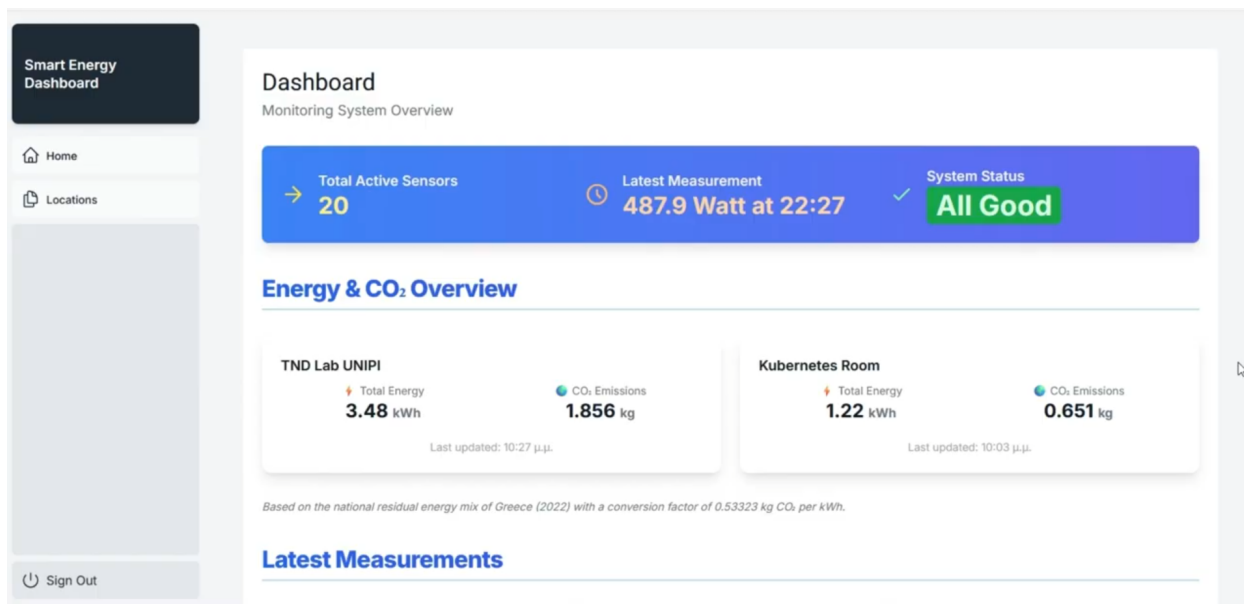 Smart Energy
Dashboard
Home
Locations
Sign Out
Dashboard
Monitoring System Overview
Total Active Sensors
20
Latest Measurement
487.9 Watt at 22:27
System Status
All Good
Energy & CO₂ Overview
TND Lab UNIPI
Total Energy
3.48 kWh
CO₂ Emissions
1.856 kg
Last updated: 10:27 μ.μ.
Kubernetes Room
Total Energy
1.22 kWh
CO₂ Emissions
0.651 kg
Last updated: 10:03 μ.μ.
Based on the national residual energy mix of Greece (2022) with a conversion factor of 0.53323 kg CO₂ per kWh.
Latest Measurements